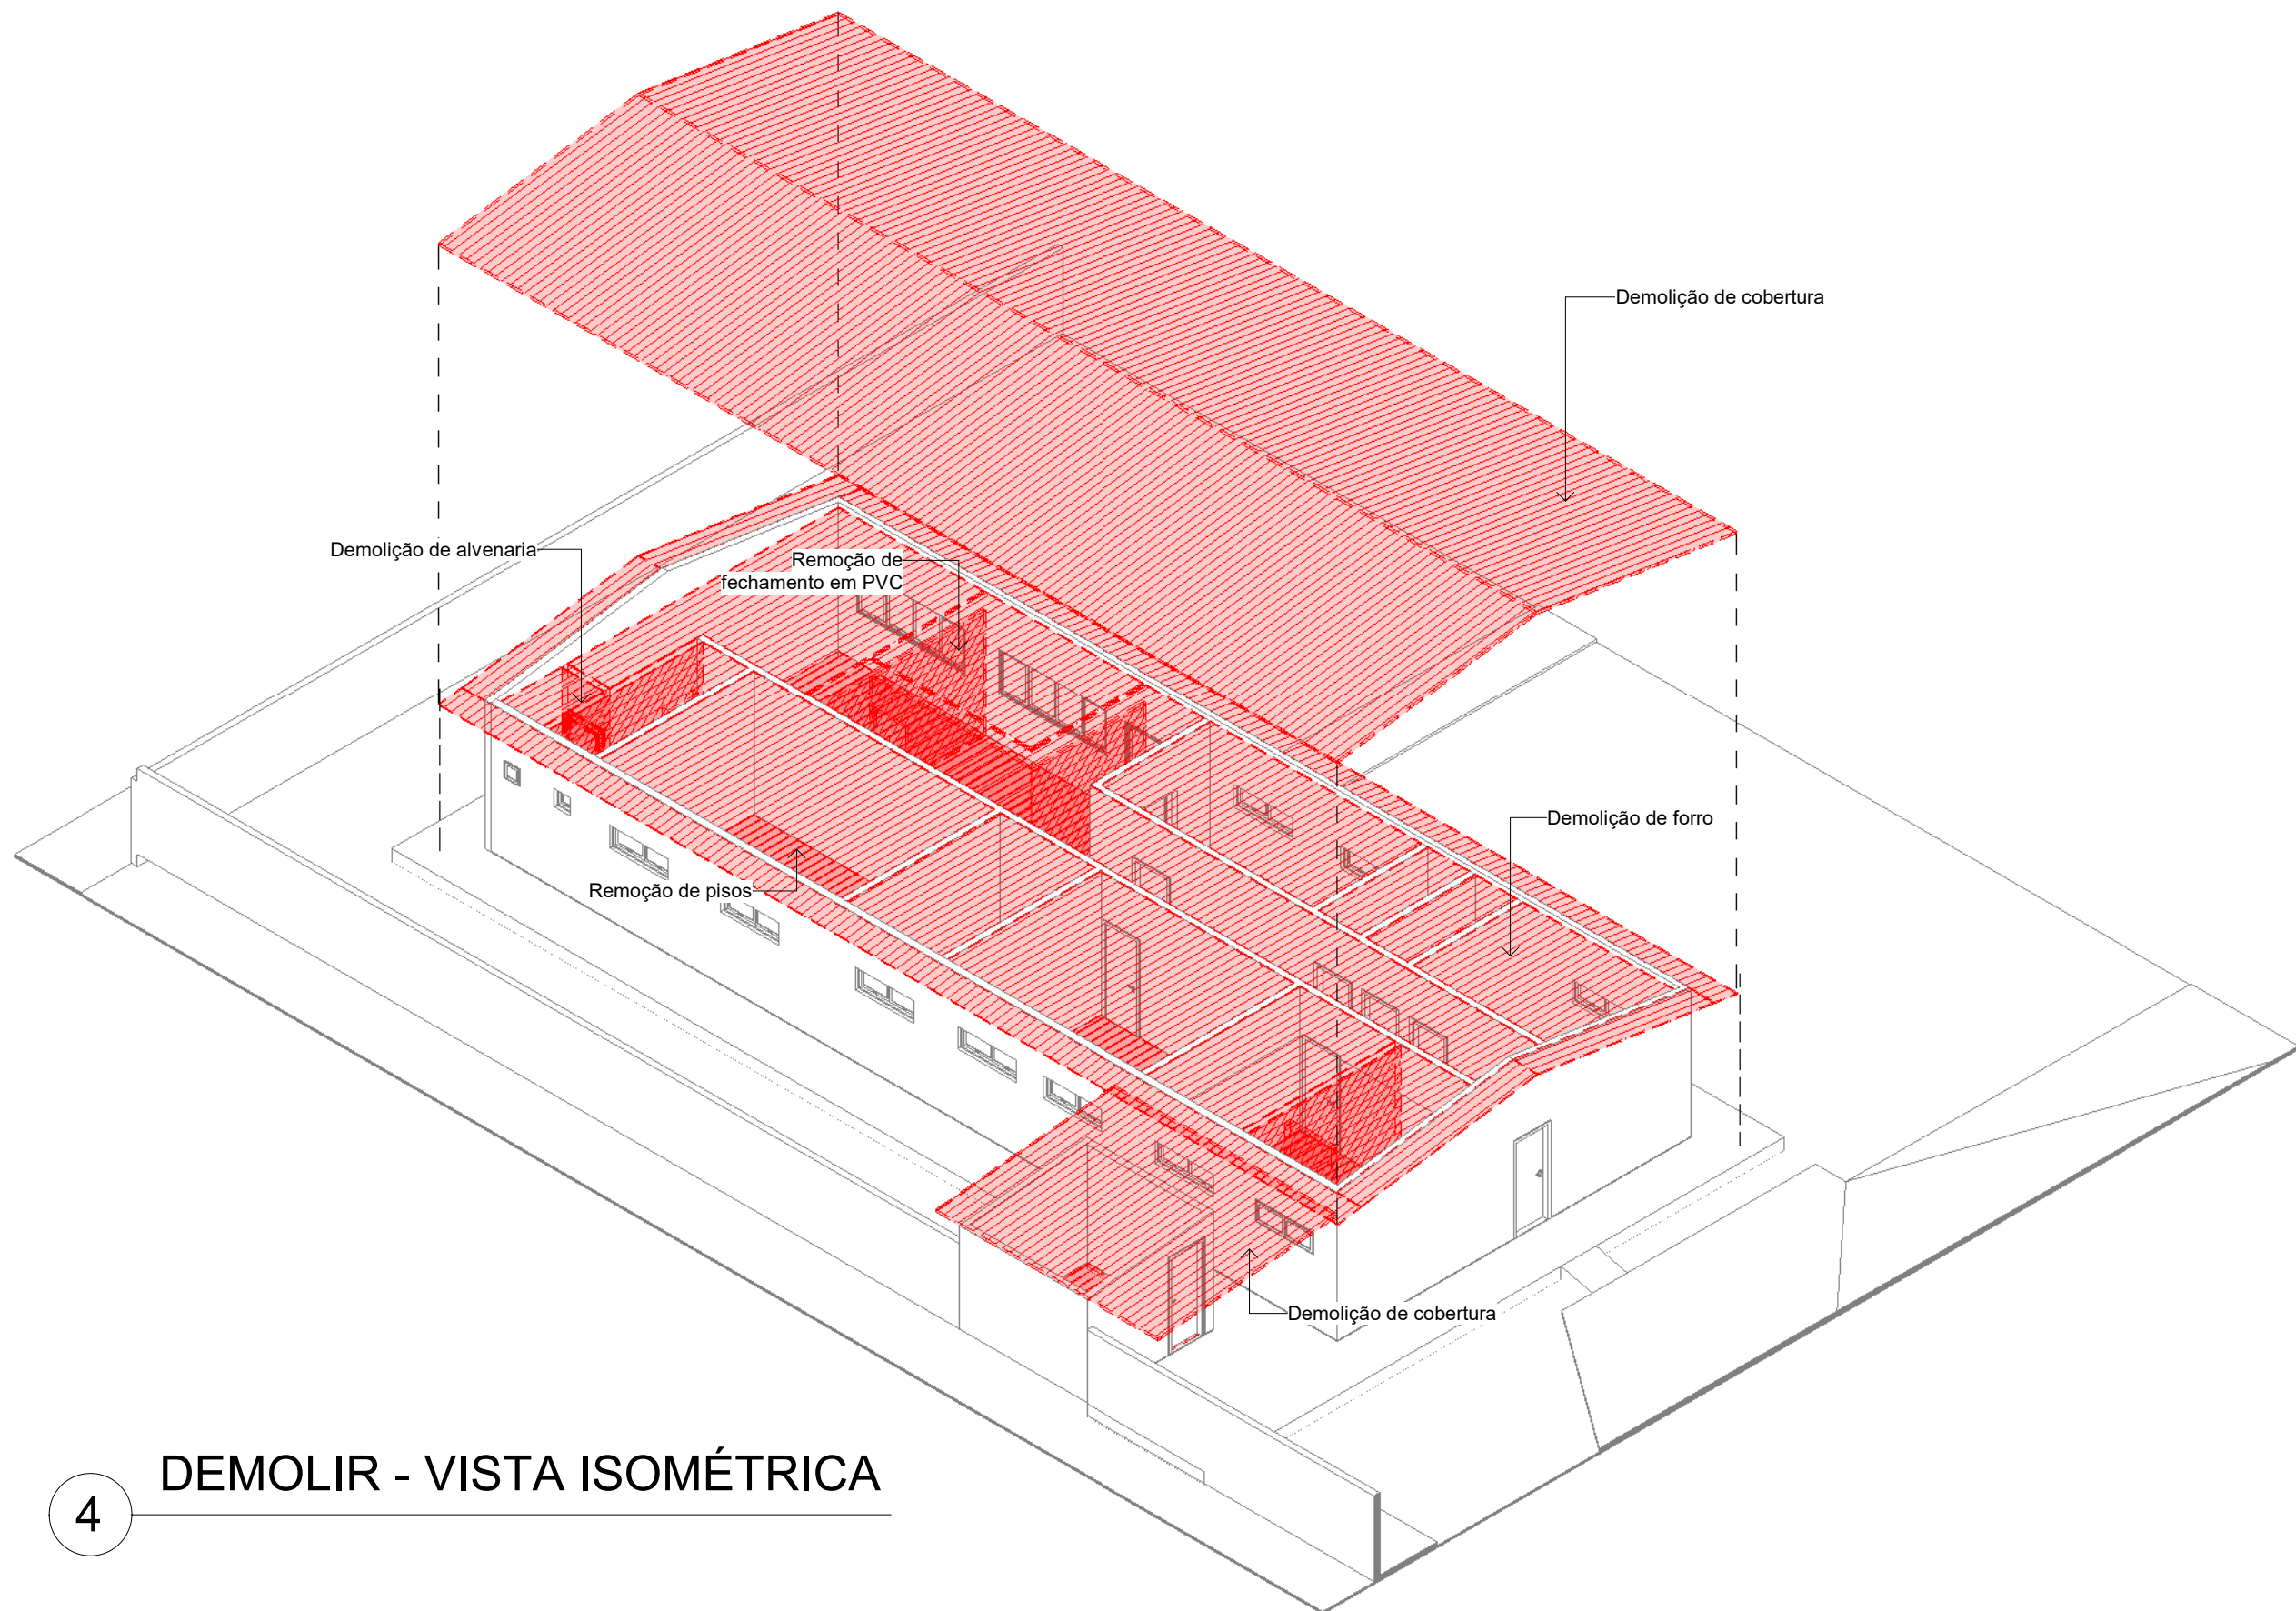 Demolição de cobertura
Demolição de alvenaria
Remoção de
fechamento em PVC
Demolição de forro
Remoção de pisos
Demolição de cobertura
DEMOLIR - VISTA ISOMÉTRICA
4